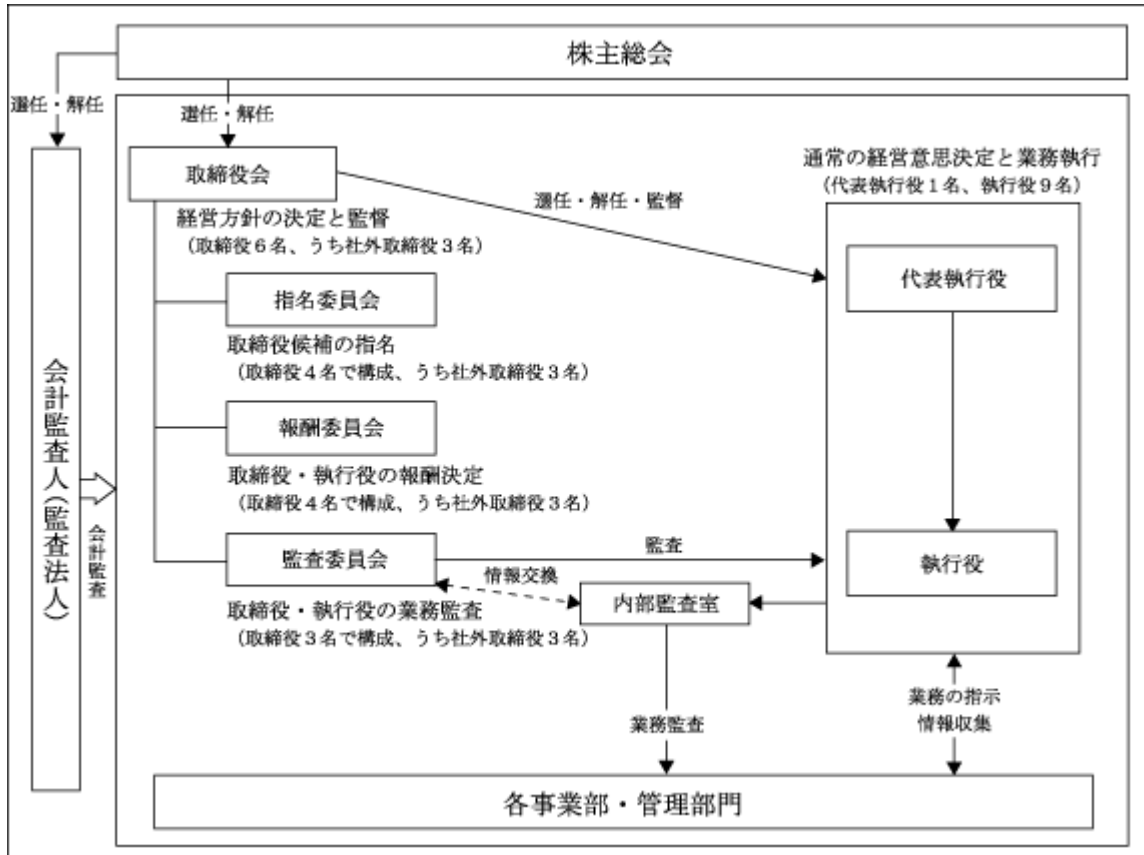 株主総会
選任・解任
選任・解任
取締役会
経営方針の決定と監督
（取締役６名、うち社外取締役３名）
選任・解任・監督
通常の経営意思決定と業務執行
（代表執行役１名、執行役９名）
代表執行役
指名委員会
取締役候補の指名
（取締役４名で構成、うち社外取締役３名）
報酬委員会
取締役・執行役の報酬決定
（取締役４名で構成、うち社外取締役３名）
会計監査人（監査法人）
会計監査
監査委員会
監査
執行役
情報交換
内部監査室
取締役・執行役の業務監査
（取締役３名で構成、うち社外取締役３名）
業務監査
業務の指示
情報収集
各事業部・管理部門